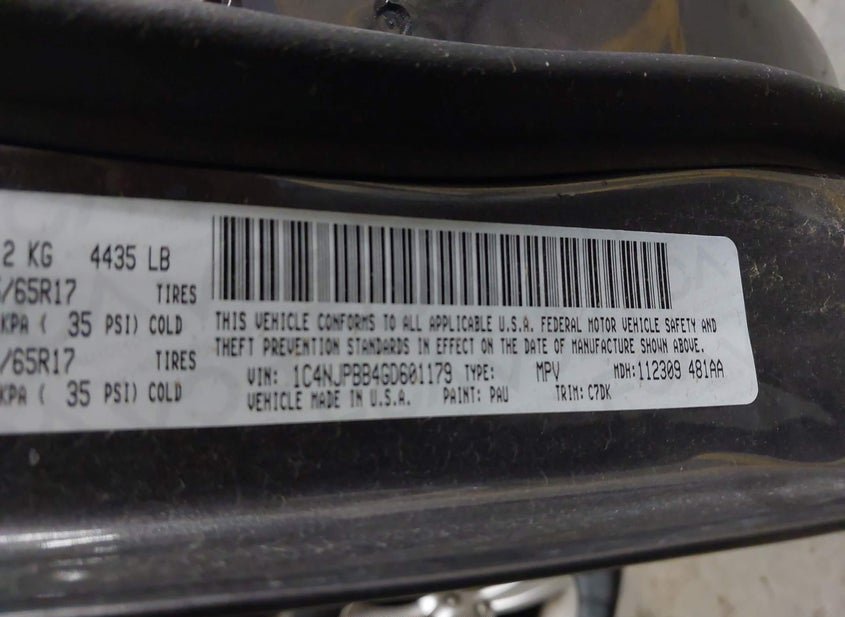 2 KG 4435 LB
/65R17 TIRES
KPA ( 35 PSI) COLD
/65R17 TIRES
KPA ( 35 PSI) COLD
THIS VEHICLE CONFORMS TO ALL APPLICABLE U.S.A. FEDERAL MOTOR VEHICLE SAFETY AND
THEFT PREVENTION STANDARDS IN EFFECT ON THE DATE OF MANUFACTURE SHOWN ABOVE.
VIN: 1C4NJPBB4GD601179 TYPE: MPV MDH: 112309 481AA
VEHICLE MADE IN U.S.A. PAINT: PAU TRIM: C7DK